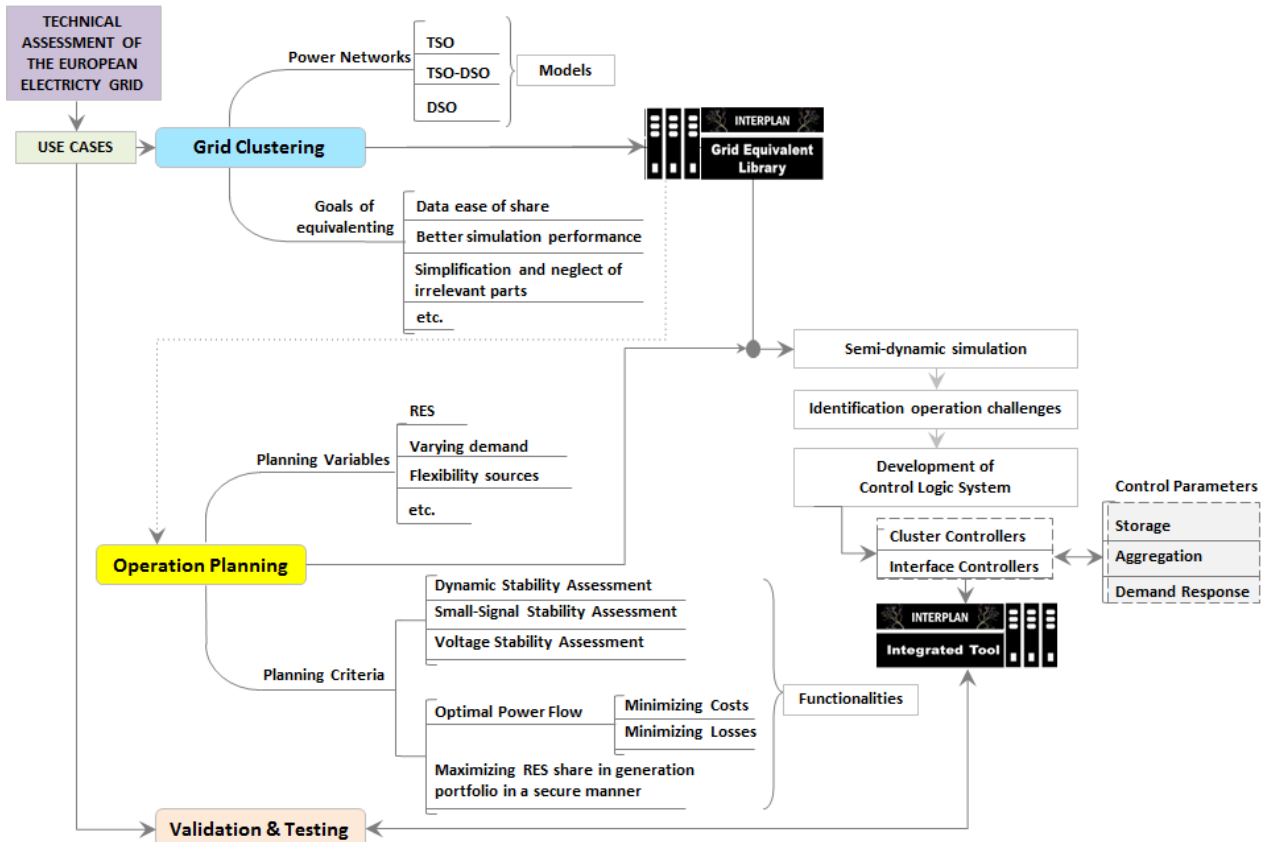 TECHNICAL
ASSESSMENT OF
THE EUROPEAN
ELECTRICTY GRID
USE CASES
Grid Clustering
Power Networks
TSO
TSO-DSO
DSO
Models
INTERPLAN
Grid Equivalent
Library
Goals of
equivalenting
Data ease of share
Better simulation performance
Simplification and neglect of
irrelevant parts
etc.
Semi-dynamic simulation
Identification operation challenges
Development of
Control Logic System
Cluster Controllers
Interface Controllers
Control Parameters
Storage
Aggregation
Demand Response
INTERPLAN
Integrated Tool
Operation Planning
Planning Variables
RES
Varying demand
Flexibility sources
etc.
Planning Criteria
Dynamic Stability Assessment
Small-Signal Stability Assessment
Voltage Stability Assessment
Optimal Power Flow
Minimizing Costs
Minimizing Losses
Maximizing RES share in generation
portfolio in a secure manner
Functionalities
Validation & Testing